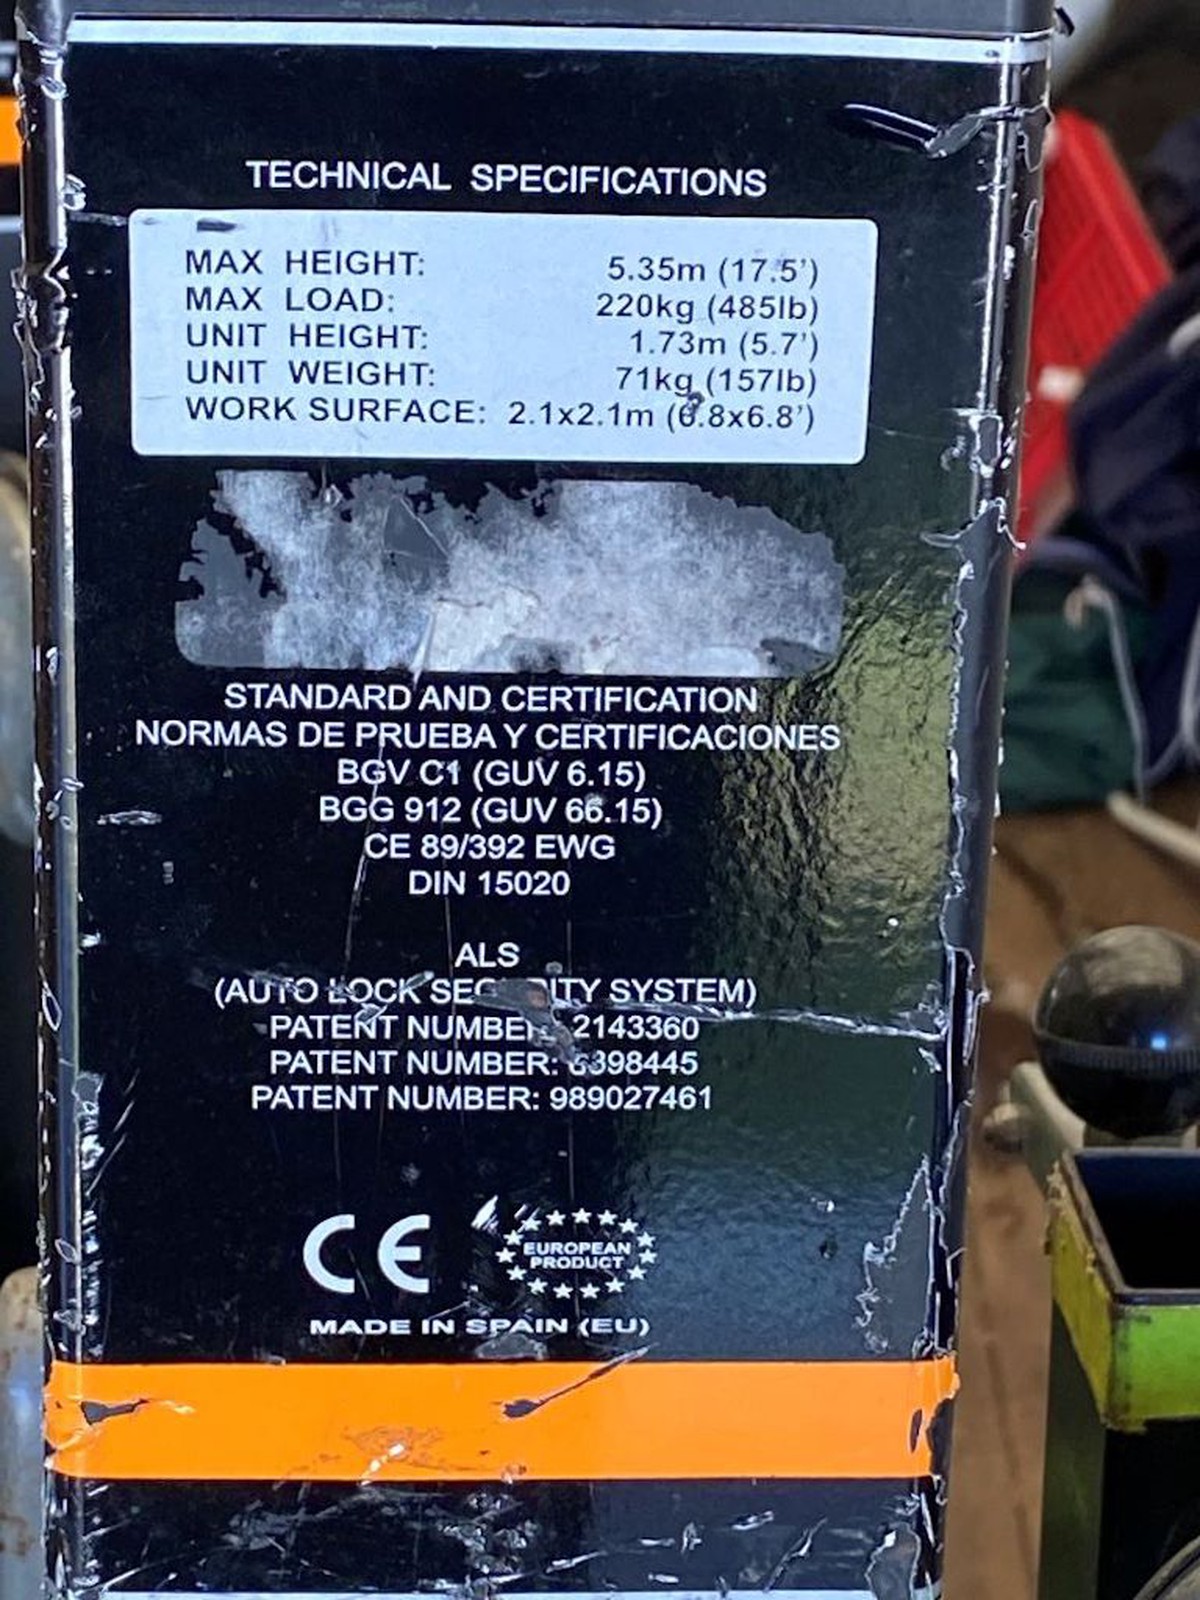 TECHNICAL SPECIFICATIONS
MAX HEIGHT: 5.35m (17.5')
MAX LOAD: 220kg (485lb)
UNIT HEIGHT: 1.73m (5.7')
UNIT WEIGHT: 71kg (157lb)
WORK SURFACE: 2.1x2.1m (6.8x6.8')
STANDARD AND CERTIFICATION
NORMAS DE PRUEBA Y CERTIFICACIONES
BGV C1 (GUV 6.15)
BGG 912 (GUV 66.15)
CE 89/392 EWG
DIN 15020
ALS
(AUTO LOCK SECURITY SYSTEM)
PATENT NUMBER: 2143360
PATENT NUMBER:
PATENT NUMBER: 989027461
CE
EUROPEAN
PRODUCT
MADE IN SPAIN (EU)